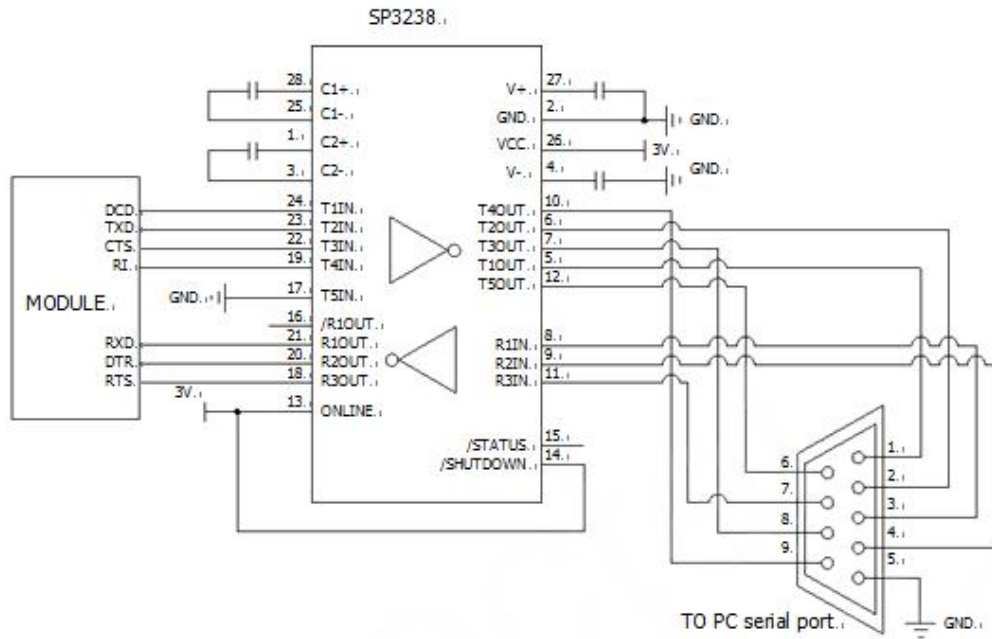 SP3238.
28. C1+. V+. 27.
25. C1-. GND. 2. GND.
1. C2+. VCC. 26. 3V.
3. C2-. V-. 4. GND.
DCD. 24. T1IN. T4OUT. 10.
TXD. 23. T2IN. T2OUT. 6.
CTS. 22. T3IN. T3OUT. 7.
RI. 19. T4IN. T1OUT. 5.
T5OUT. 12.
MODULE. GND. 17. T5IN.
16. /R1OUT.
RXD. 21. R1OUT. R1IN. 8.
DTR. 20. R2OUT. R2IN. 9.
RTS. 18. R3OUT. R3IN. 11.
3V. 13. ONLINE.
/STATUS. 15.
/SHUTDOWN. 14.
1.
6. 2.
7. 3.
8. 4.
9. 5.
TO PC serial port. GND.